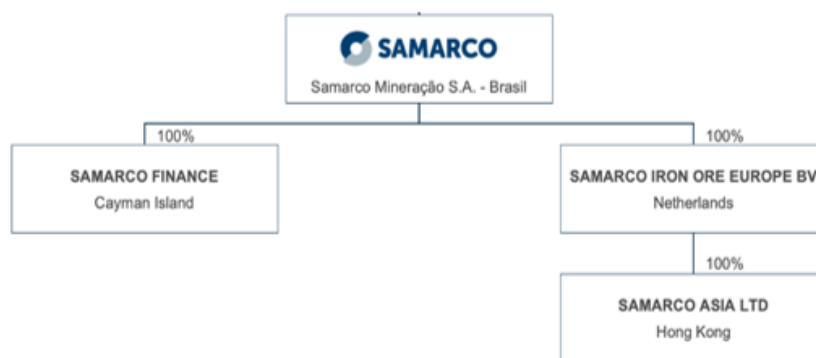 SAMARCO
Samarco Mineração S.A. - Brasil
100%
100%
SAMARCO FINANCE
Cayman Island
SAMARCO IRON ORE EUROPE BV
Netherlands
100%
SAMARCO ASIA LTD
Hong Kong